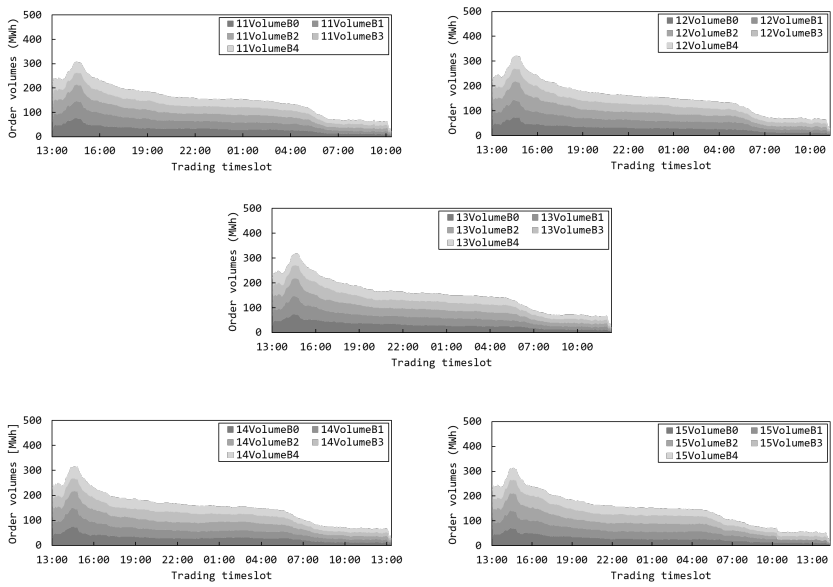 500
400
300
200
100
0
Order volumes (MWh)
11VolumeB0 11VolumeB1
11VolumeB2 11VolumeB3
11VolumeB4
13:00 16:00 19:00 22:00 01:00 04:00 07:00 10:00
Trading timeslot
500
400
300
200
100
0
Order volumes (MWh)
12VolumeB0 12VolumeB1
12VolumeB2 12VolumeB3
12VolumeB4
13:00 16:00 19:00 22:00 01:00 04:00 07:00 10:00
Trading timeslot
500
400
300
200
100
0
Order volumes (MWh)
13VolumeB0 13VolumeB1
13VolumeB2 13VolumeB3
13VolumeB4
13:00 16:00 19:00 22:00 01:00 04:00 07:00 10:00
Trading timeslot
500
400
300
200
100
0
Order volumes [MWh]
14VolumeB0 14VolumeB1
14VolumeB2 14VolumeB3
14VolumeB4
13:00 16:00 19:00 22:00 01:00 04:00 07:00 10:00 13:00
Trading timeslot
500
400
300
200
100
0
Order volumes (MWh)
15VolumeB0 15VolumeB1
15VolumeB2 15VolumeB3
15VolumeB4
13:00 16:00 19:00 22:00 01:00 04:00 07:00 10:00 13:00
Trading timeslot